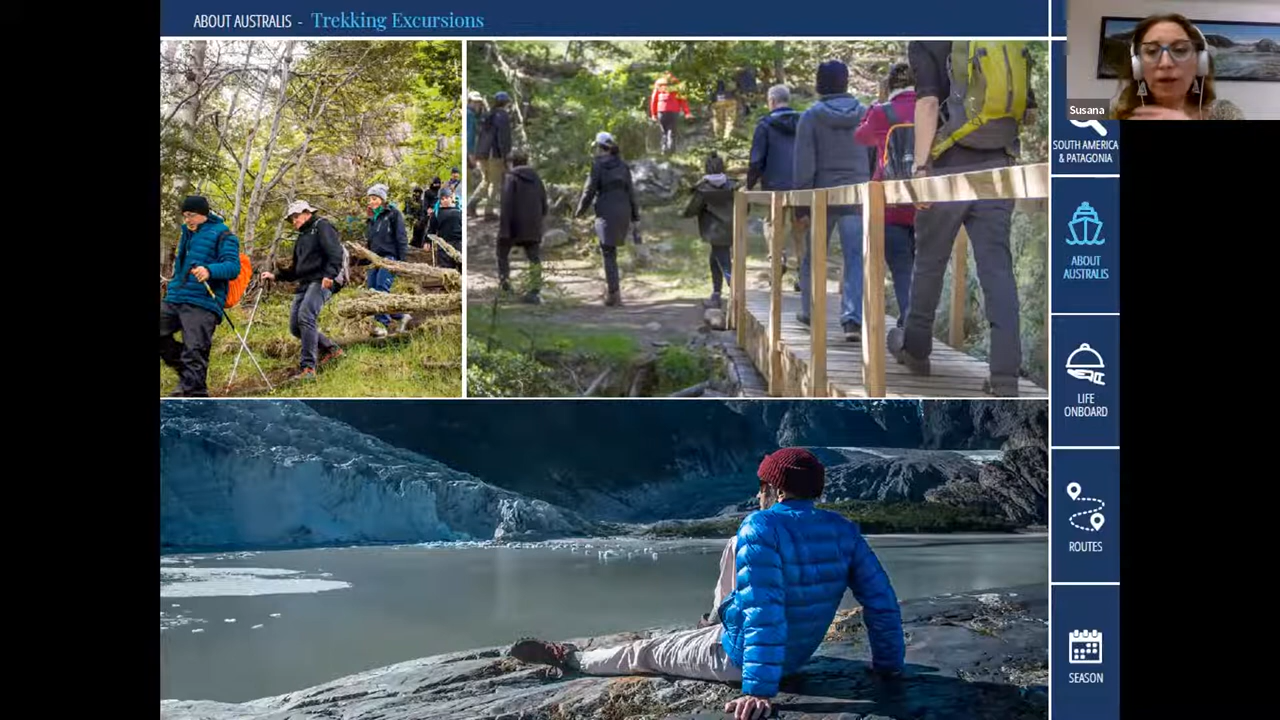 ABOUT AUSTRALIS - Trekking Excursions
Susana
SOUTH AMERICA
& PATAGONIA
ABOUT
AUSTRALIS
LIFE
ONBOARD
ROUTES
SEASON